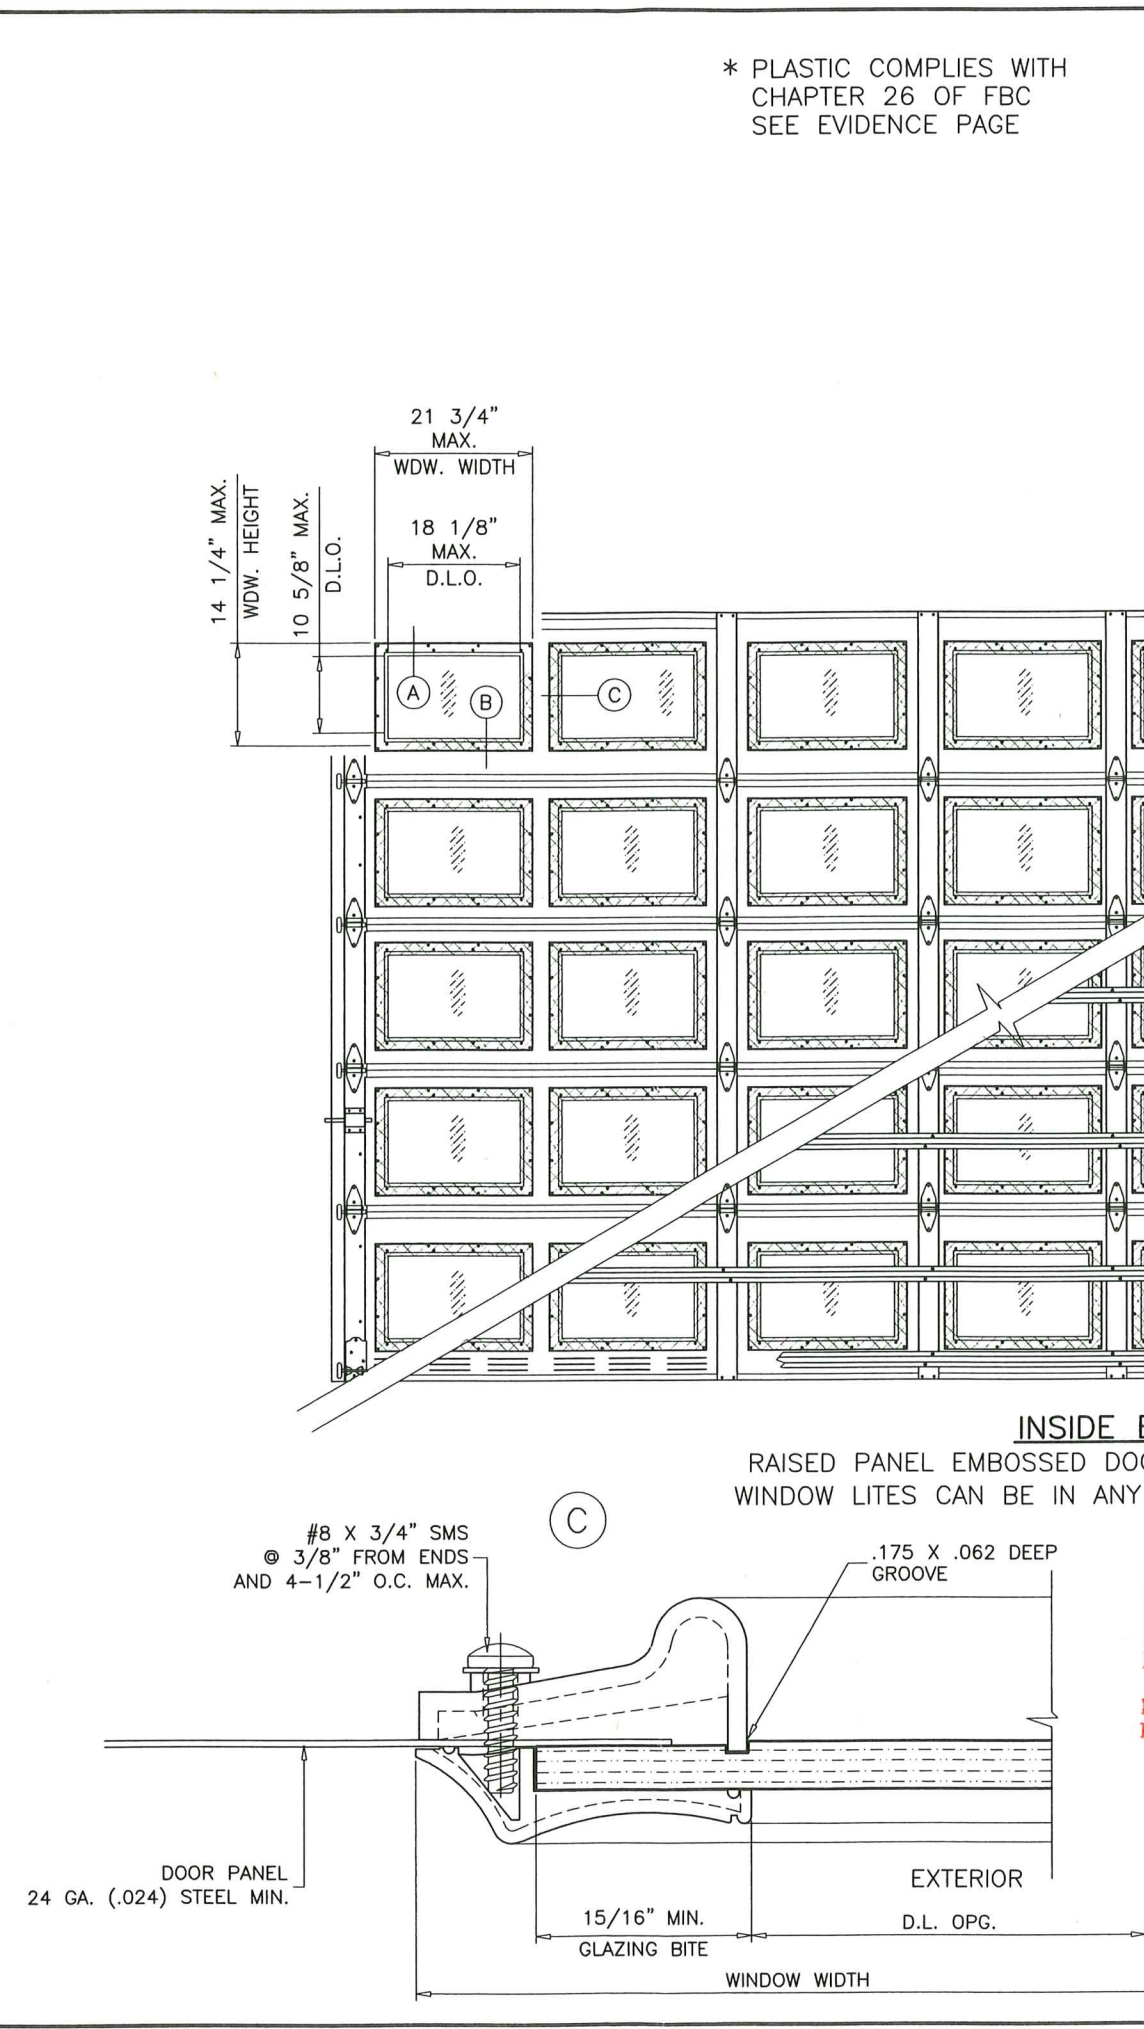 * PLASTIC COMPLIES WITH
CHAPTER 26 OF FBC
SEE EVIDENCE PAGE
21 3/4"
MAX.
WDW. WIDTH
14 1/4" MAX.
WDW. HEIGHT
10 5/8" MAX.
D.L.O.
18 1/8"
MAX.
D.L.O.
A
B
C
INSIDE
RAISED PANEL EMBOSSED
WINDOW LITES CAN BE IN ANY
C
#8 X 3/4" SMS
@ 3/8" FROM ENDS
AND 4-1/2" O.C. MAX.
.175 X .062 DEEP
GROOVE
DOOR PANEL
24 GA. (.024) STEEL MIN.
EXTERIOR
15/16" MIN.
GLAZING BITE
D.L. OPG.
WINDOW WIDTH